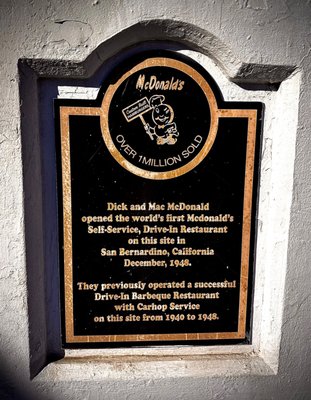 McDonald's
OVER 1 MILLION SOLD
Dick and Mac McDonald
opened the world's first Mcdonald's
Self-Service, Drive-In Restaurant
on this site in
San Bernardino, California
December, 1948.
They previously operated a successful
Drive-In Barbeque Restaurant
with Carhop Service
on this site from 1940 to 1948.